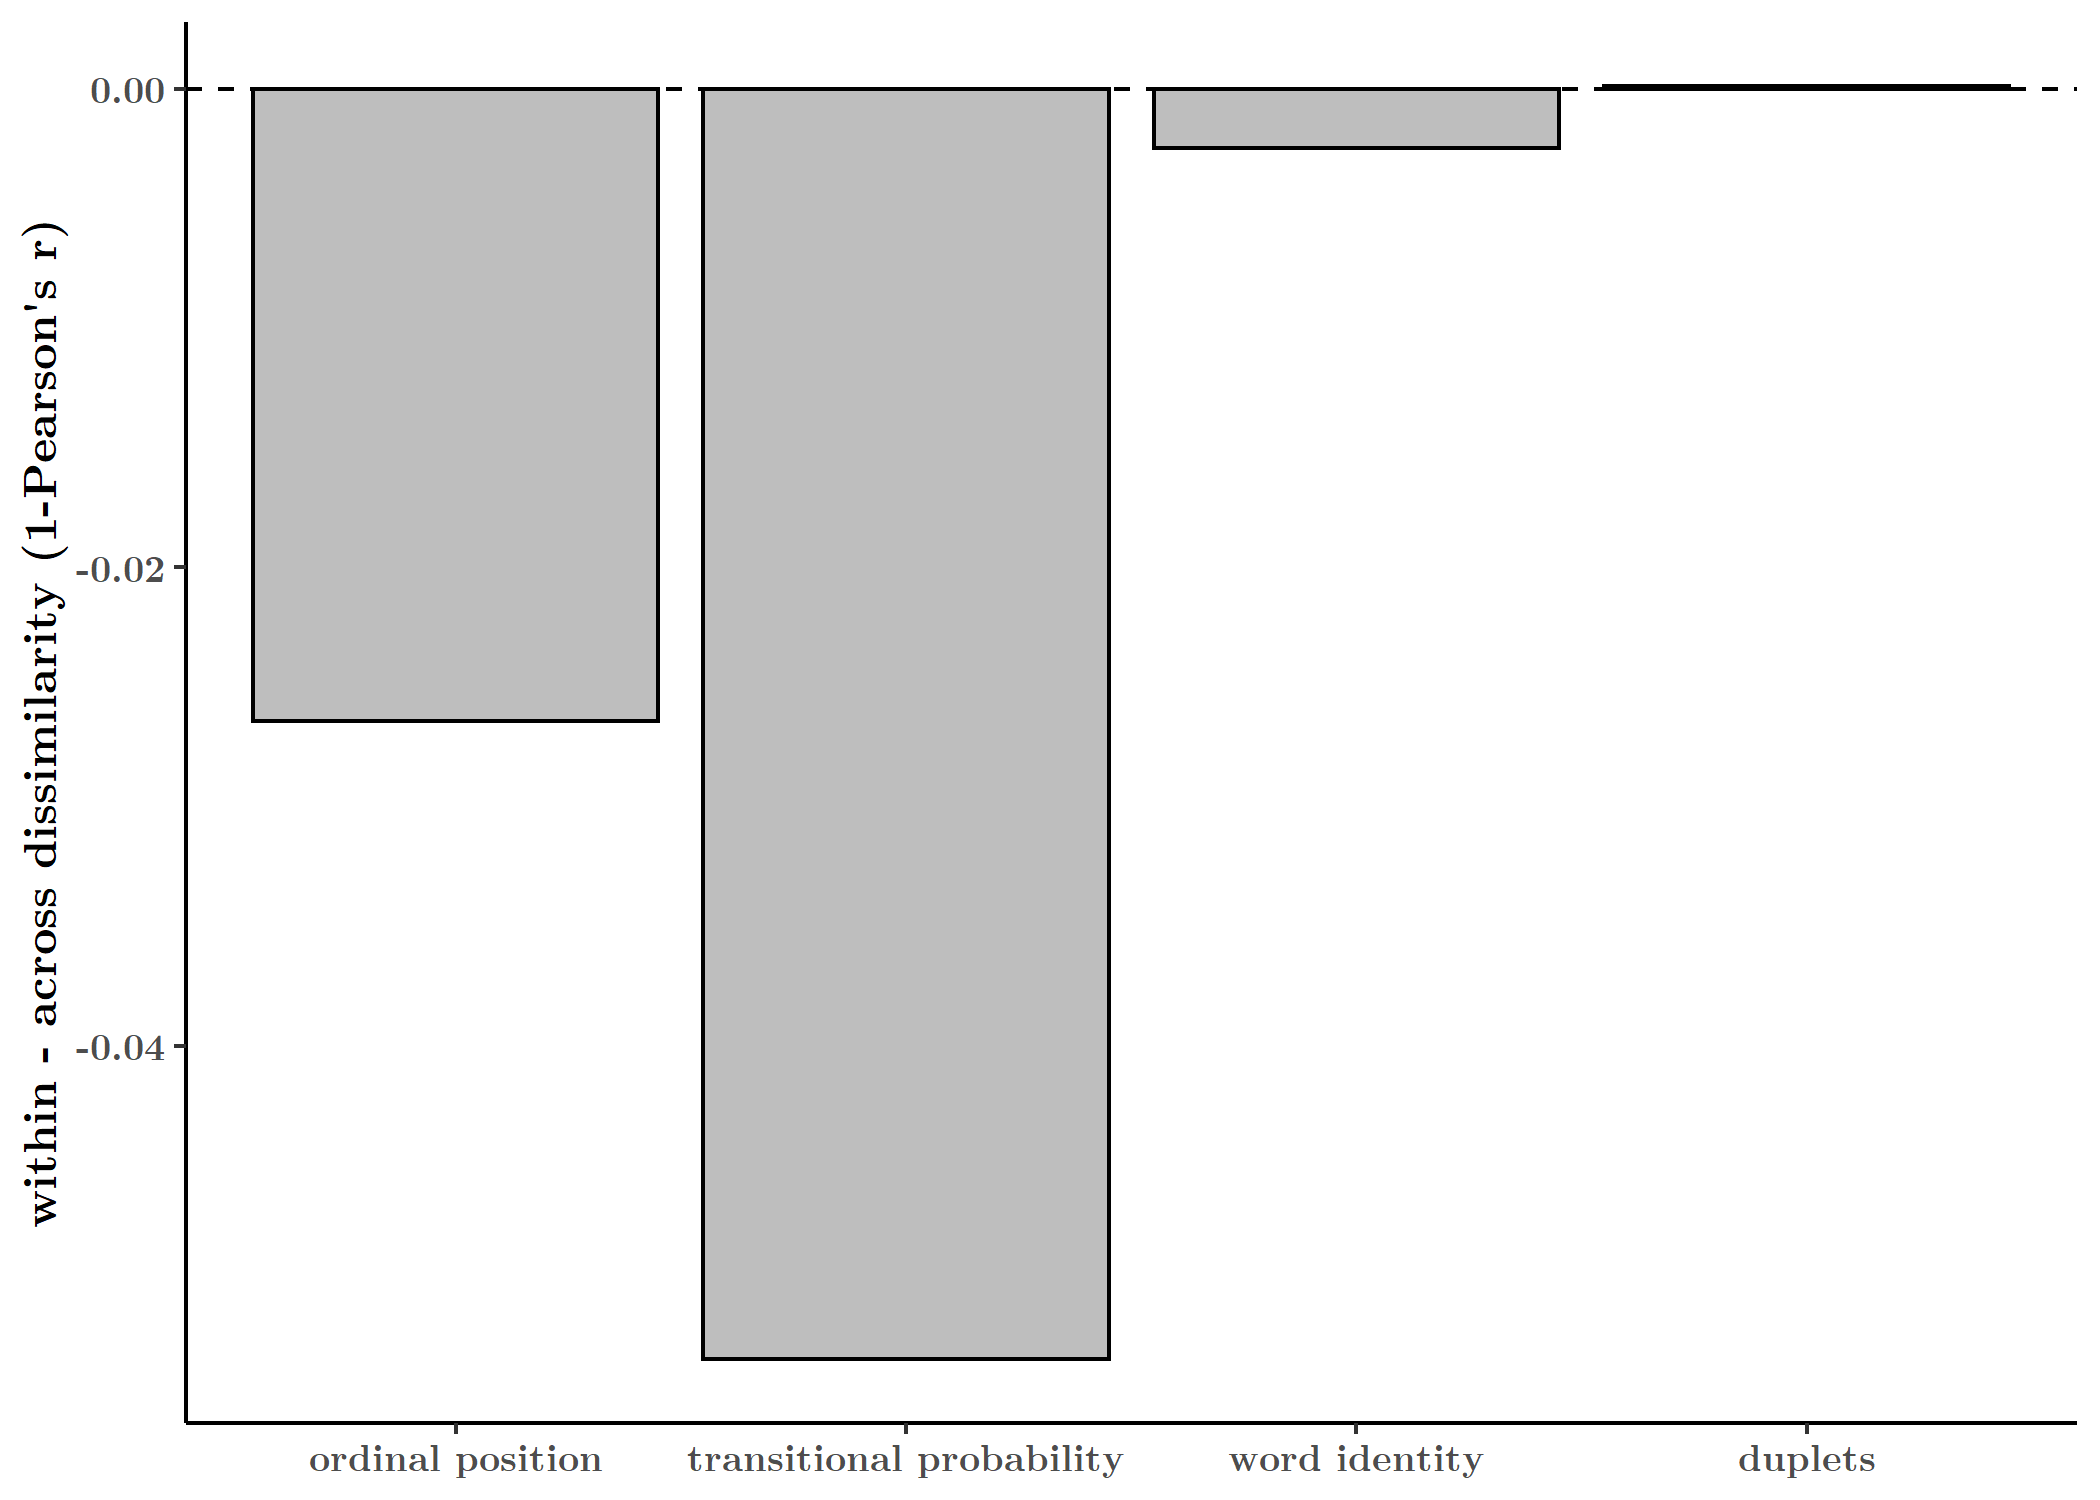 within - across dissimilarity (1-Pearson's r)
0.00
-0.02
-0.04
ordinal position
transitional probability
word identity
duplets